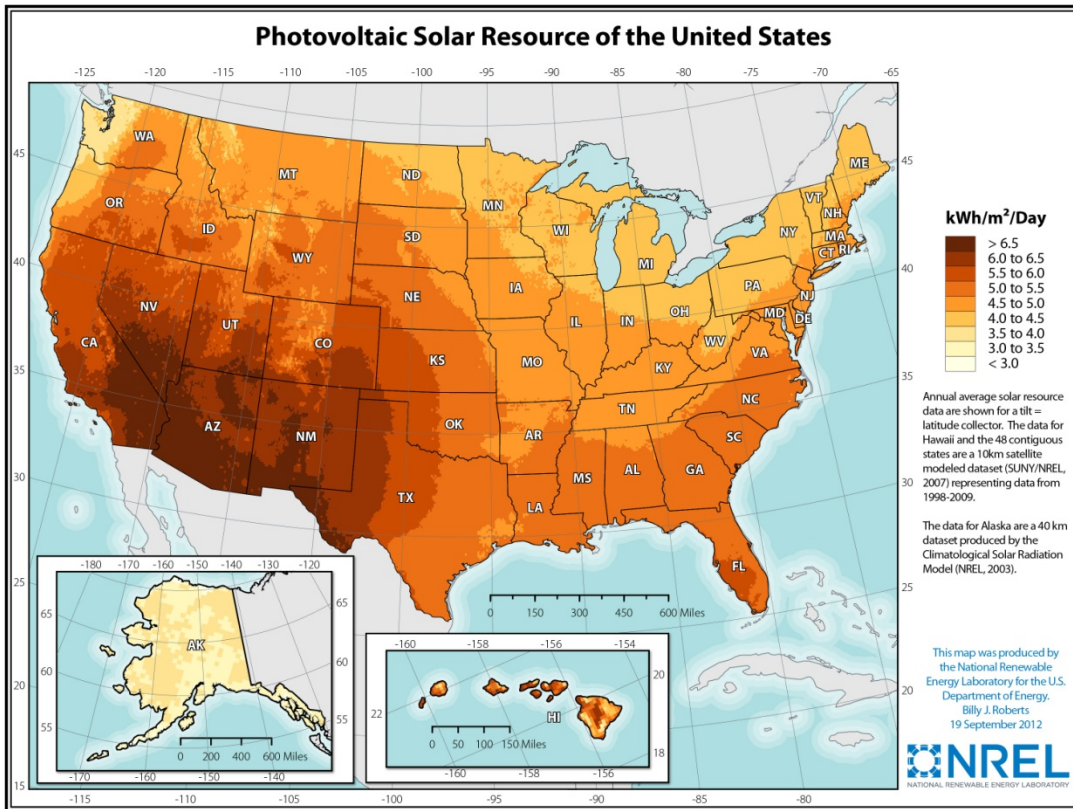 Photovoltaic Solar Resource of the United States
-125 -120 -115 -110 -105 -100 -95 -90 -85 -80 -75 -70 -65
45
40
35
30
25
20
15
45
40
35
30
25
20
WA
OR
CA
NV
ID
MT
WY
UT
AZ
CO
NM
ND
SD
NE
KS
OK
TX
MN
IA
MO
AR
LA
WI
IL
MI
IN
OH
KY
TN
MS
AL
GA
FL
SC
NC
VA
WV
MD
DE
PA
NJ
NY
CT
RI
MA
VT
NH
ME
kWh/m²/Day
> 6.5
6.0 to 6.5
5.5 to 6.0
5.0 to 5.5
4.5 to 5.0
4.0 to 4.5
3.5 to 4.0
3.0 to 3.5
< 3.0
Annual average solar resource
data are shown for a tilt =
latitude collector. The data for
Hawaii and the 48 contiguous
states are a 10km satellite
modeled dataset (SUNY/NREL,
2007) representing data from
1998-2009.
The data for Alaska are a 40 km
dataset produced by the
Climatological Solar Radiation
Model (NREL, 2003).
0 150 300 450 600 Miles
-180 -170 -160 -150 -140 -130 -120
65
60
55
65
60
55
AK
0 200 400 600 Miles
-170 -160 -150 -140
-160 -158 -156 -154
22
20
18
HI
0 50 100 150 Miles
-160 -158 -156
This map was produced by
the National Renewable
Energy Laboratory for the U.S.
Department of Energy.
Billy J. Roberts
19 September 2012
NREL
NATIONAL RENEWABLE ENERGY LABORATORY
-115 -110 -105 -100 -95 -90 -85 -80